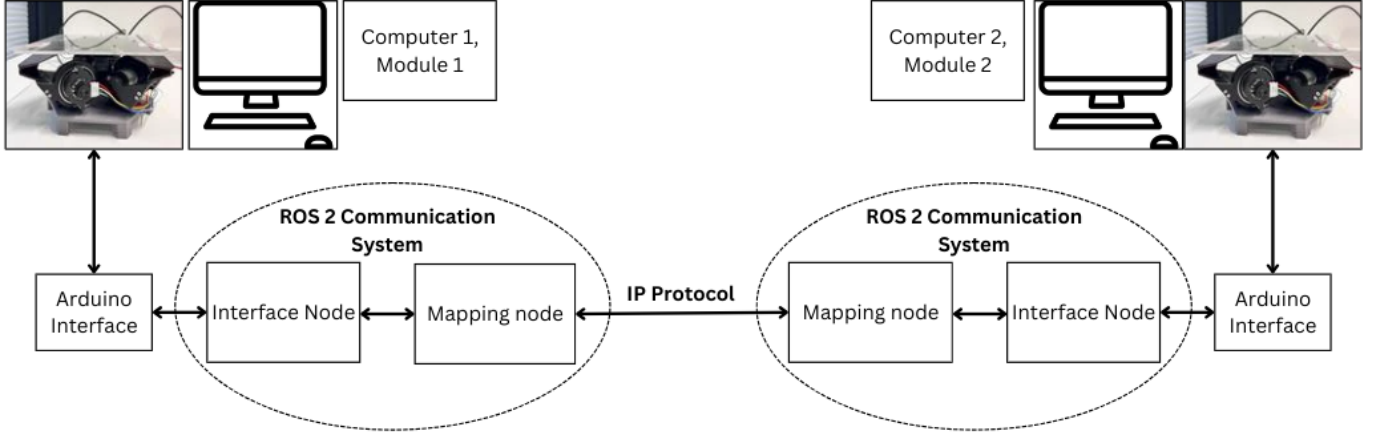 Computer 1,
Module 1
Computer 2,
Module 2
ROS 2 Communication
System
ROS 2 Communication
System
Arduino
Interface
Interface Node
Mapping node
IP Protocol
Mapping node
Interface Node
Arduino
Interface